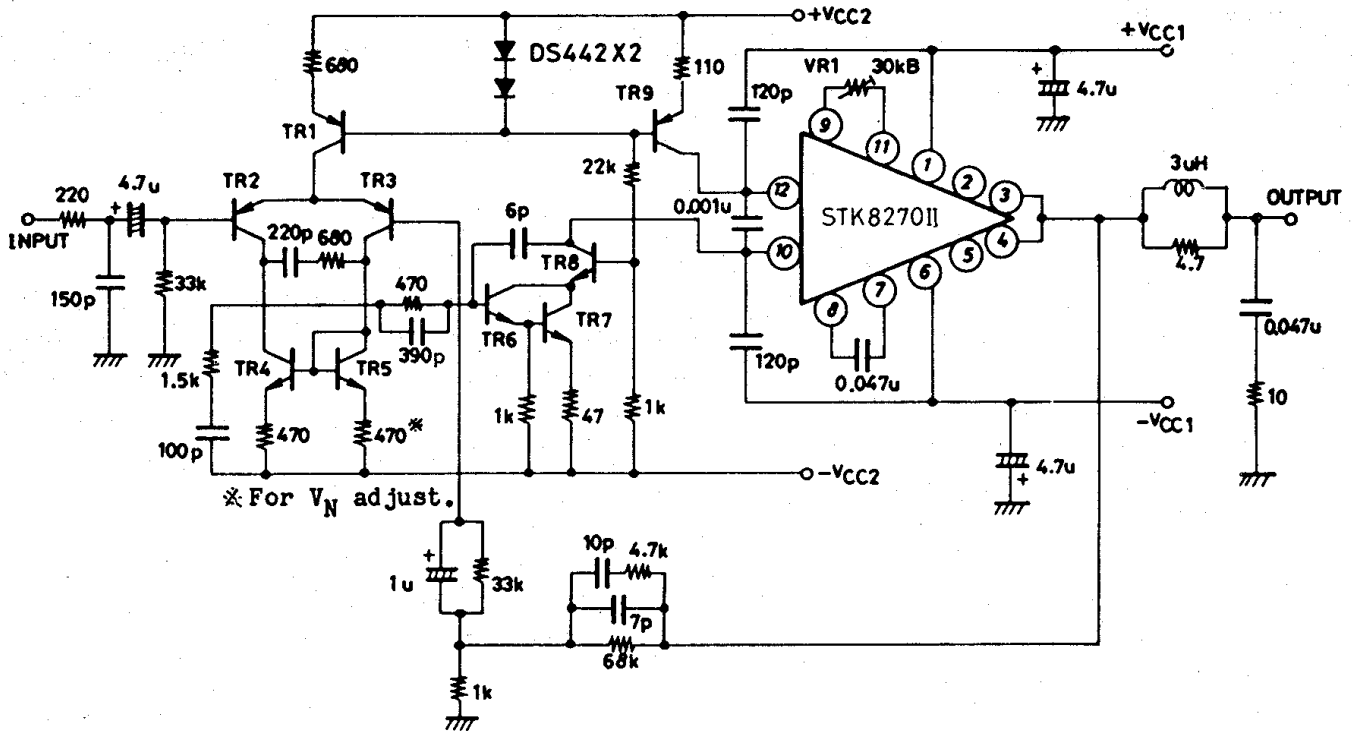 +VCC2
680
DS442X2
110
TR9
TR1
+VCC1
+
4.7u
120p
VR1
30kB
9
11
1
2
3
12
10
4
5
6
7
8
STK8270II
3uH
4.7
OUTPUT
220
4.7u
+
INPUT
TR2
TR3
22k
0.001u
6p
220p
680
TR8
150p
33k
470
390p
TR6
TR7
120p
0.047u
0.047u
10
TR4
TR5
1.5k
100p
470
470※
1k
47
1k
-VCC1
4.7u
+
-VCC2
※ For VN adjust.
+
1u
33k
10p
4.7k
7p
68k
1k